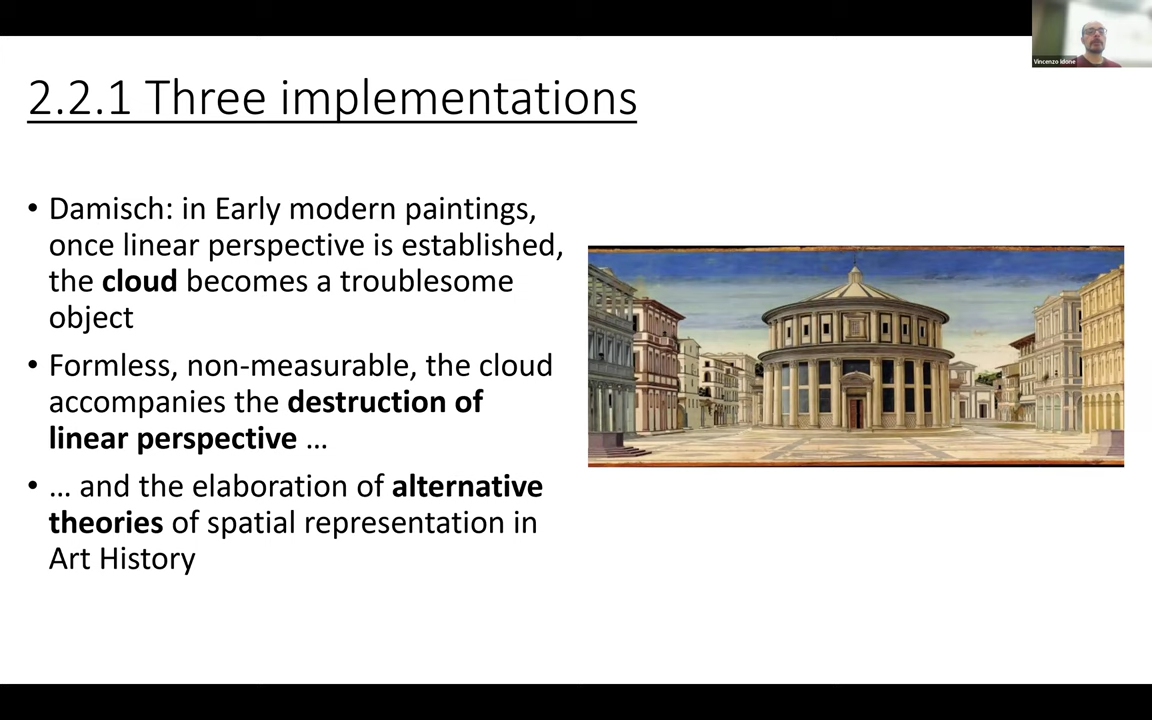 Vincenzo Idone
2.2.1 Three implementations
• Damisch: in Early modern paintings,
once linear perspective is established,
the cloud becomes a troublesome
object
• Formless, non-measurable, the cloud
accompanies the destruction of
linear perspective ...
• ... and the elaboration of alternative
theories of spatial representation in
Art History